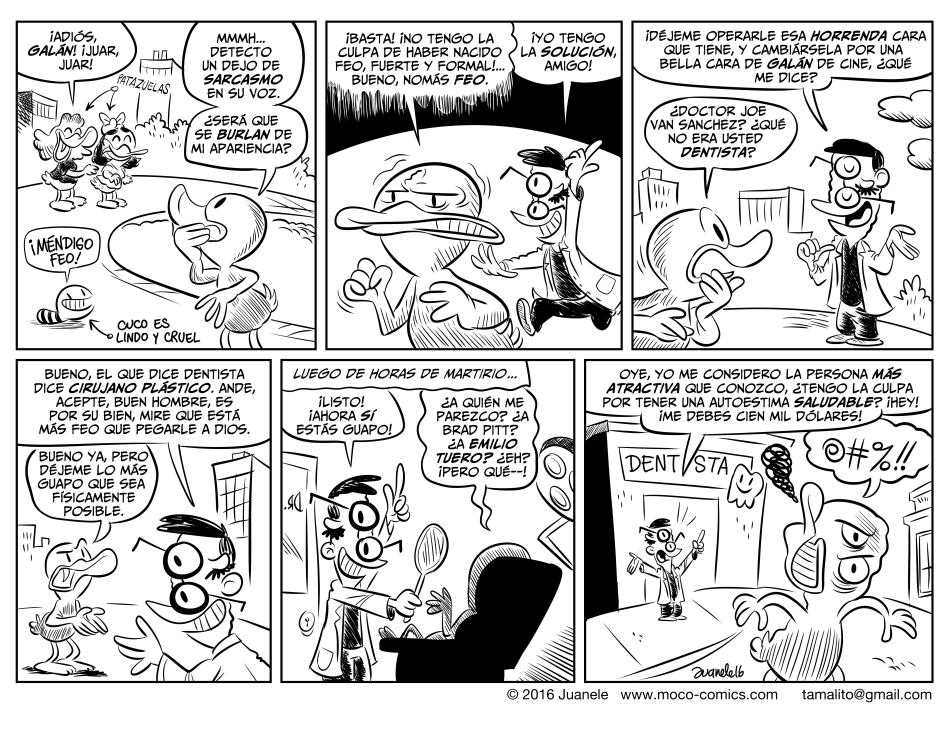 ¡ADIÓS,
GALÁN! ¡JUAR,
JUAR!
PATAZUELAS
MMMH...
DETECTO
UN DEJO DE
SARCASMO
EN SU VOZ.
¿SERÁ QUE
SE BURLAN DE
MI APARIENCIA?
¡MÉNDIGO
FEO!
CUCO ES
LINDO Y CRUEL
¡BASTA! ¡NO TENGO LA
CULPA DE HABER NACIDO
FEO, FUERTE Y FORMAL!...
BUENO, NOMÁS FEO.
¡YO TENGO
LA SOLUCIÓN,
AMIGO!
¡DÉJEME OPERARLE ESA HORRENDA CARA
QUE TIENE, Y CAMBIÁRSELA POR UNA
BELLA CARA DE GALÁN DE CINE, ¿QUÉ
ME DICE?
¿DOCTOR JOE
VAN SANCHEZ? ¿QUÉ
NO ERA USTED
DENTISTA?
BUENO, EL QUE DICE DENTISTA
DICE CIRUJANO PLÁSTICO. ANDE,
ACEPTE, BUEN HOMBRE, ES
POR SU BIEN, MIRE QUE ESTÁ
MÁS FEO QUE PEGARLE A DIOS.
BUENO YA, PERO
DÉJEME LO MÁS
GUAPO QUE SEA
FÍSICAMENTE
POSIBLE.
LUEGO DE HORAS DE MARTIRIO...
¡LISTO!
¡AHORA SÍ
ESTÁS GUAPO!
¿A QUIÉN ME
PAREZCO? ¿A
BRAD PITT?
¿A EMILIO
TUERO? ¿EH?
¡PERO QUÉ--!
DR.
OYE, YO ME CONSIDERO LA PERSONA MÁS
ATRACTIVA QUE CONOZCO, ¿TENGO LA CULPA
POR TENER UNA AUTOESTIMA SALUDABLE? ¡HEY!
¡ME DEBES CIEN MIL DÓLARES!
@#%!!
DENTISTA
Juanele16
© 2016 Juanele www.moco-comics.com tamalito@gmail.com